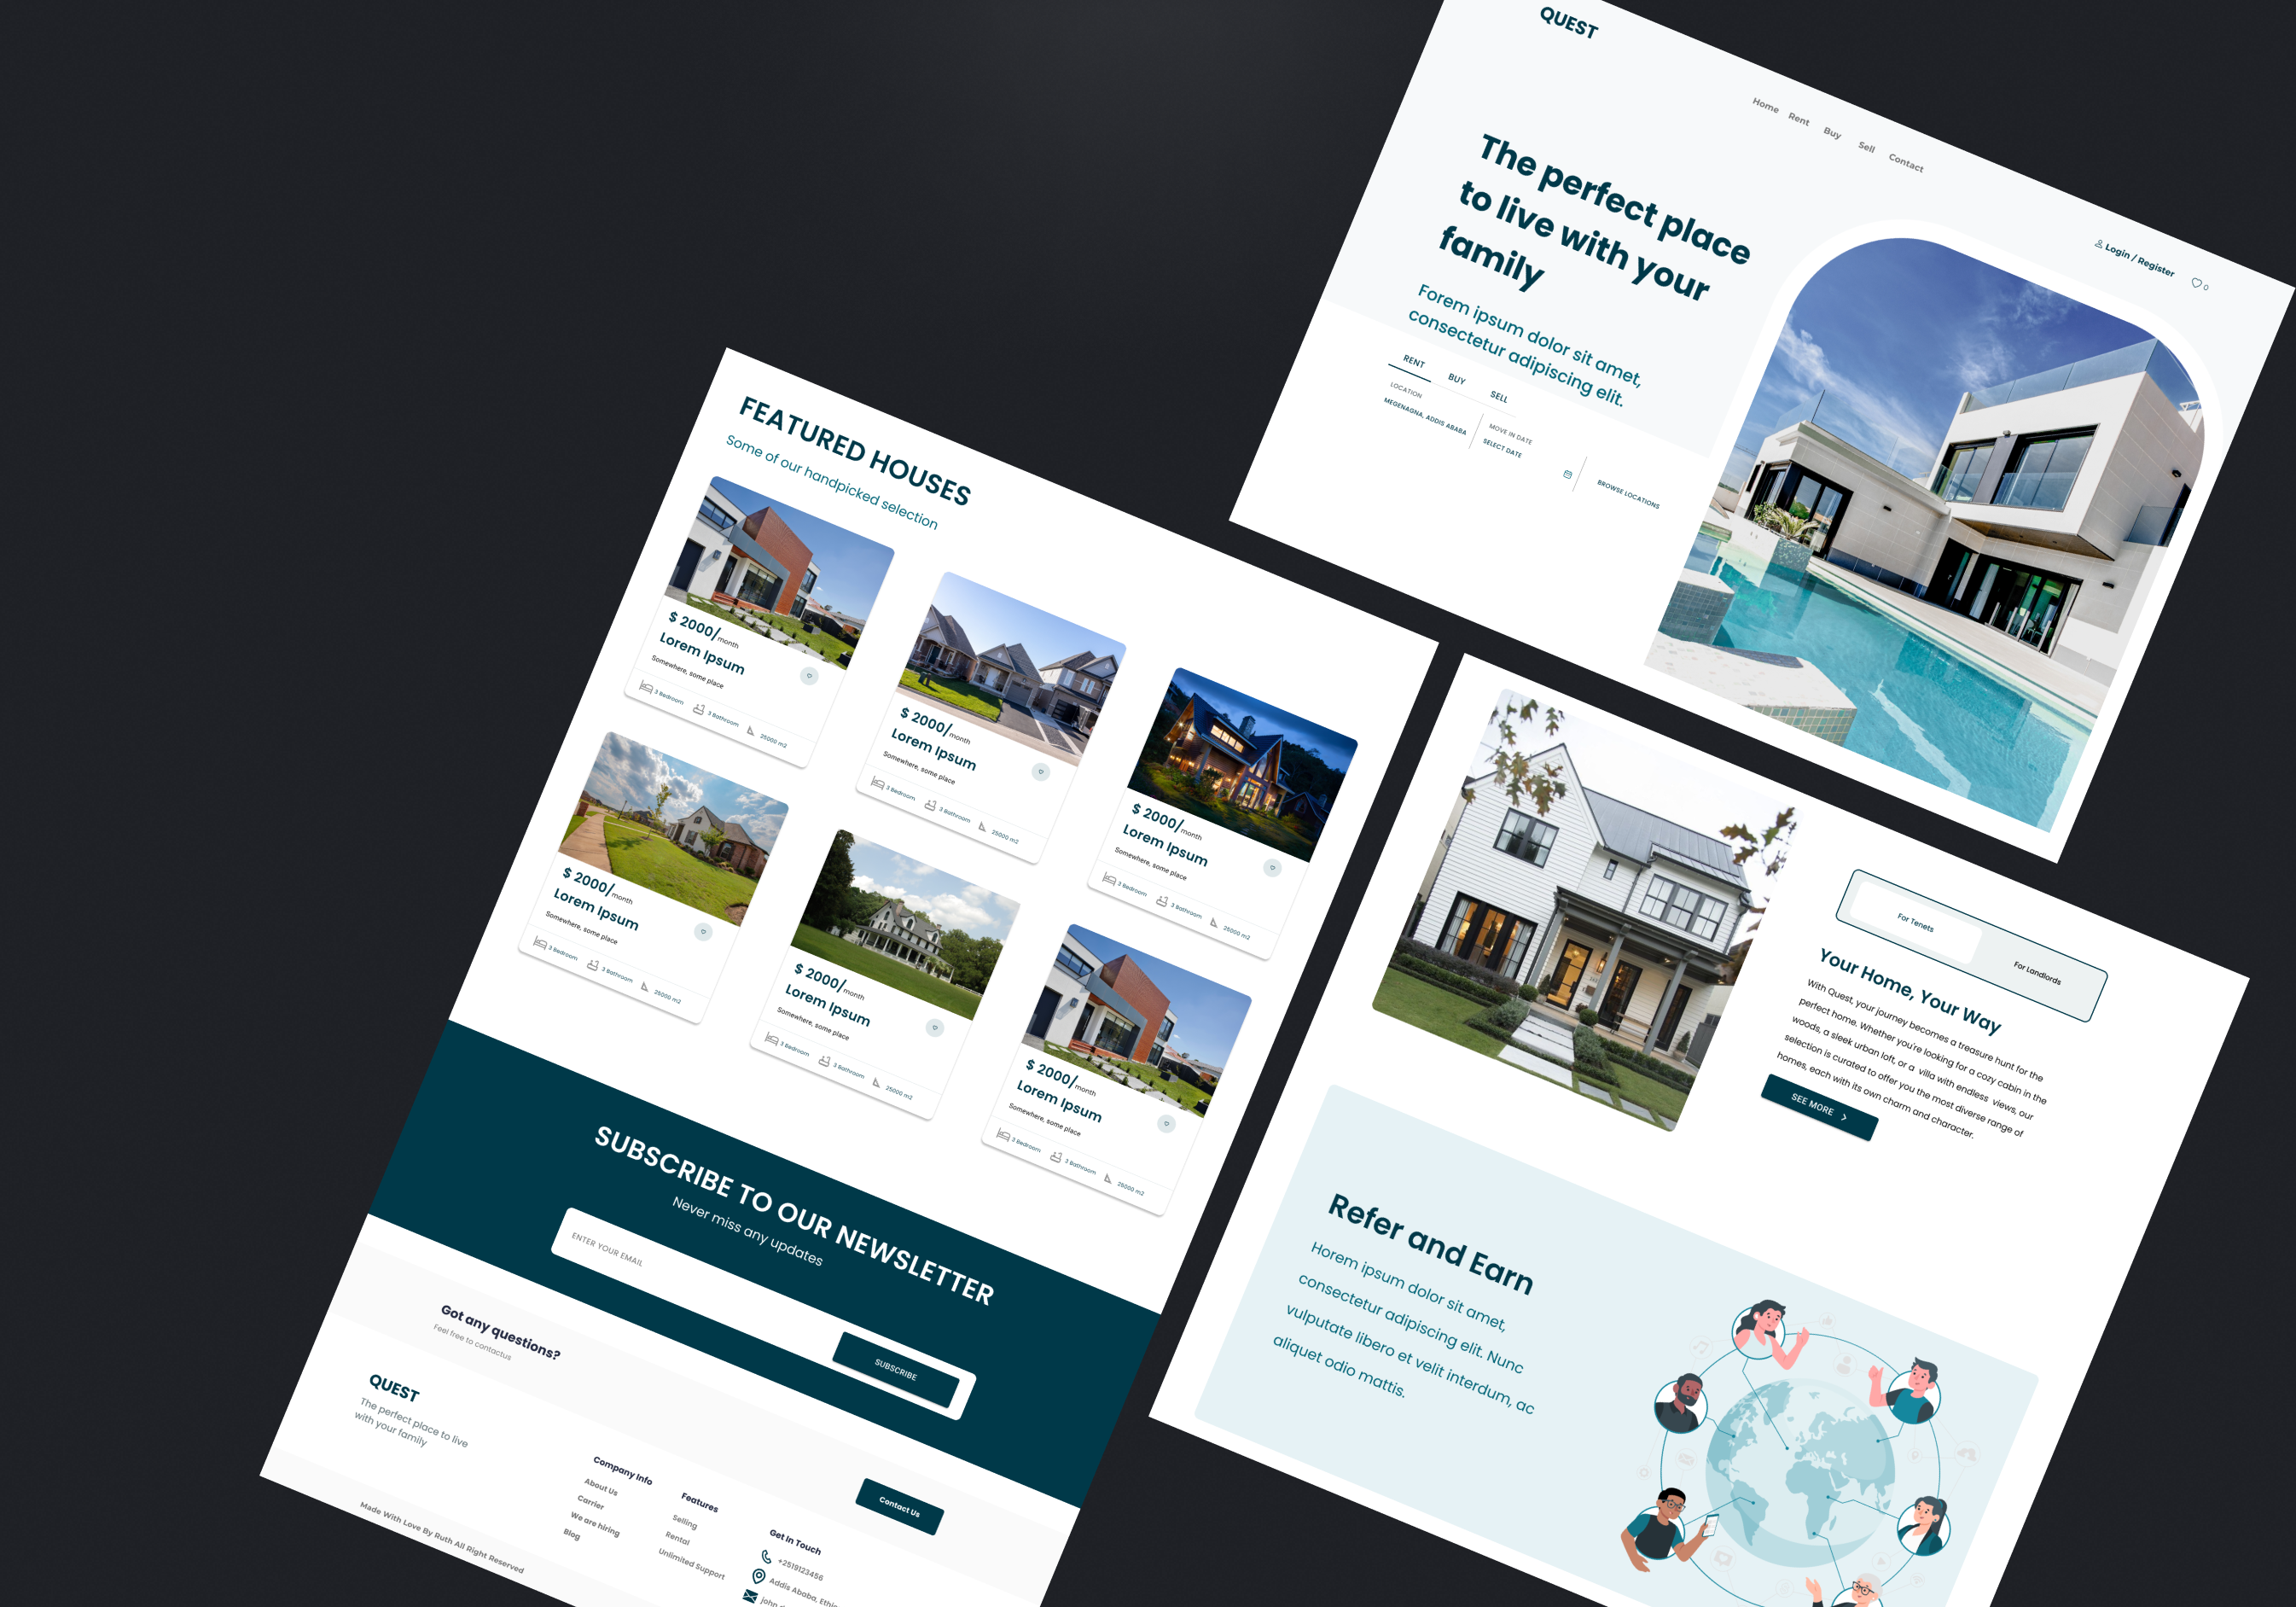 QUEST
Home
Rent
Buy
Sell
Contact
Login / Register
0
The perfect place
to live with your
family
Forem ipsum dolor sit amet,
consectetur adipiscing elit.
RENT
BUY
SELL
LOCATION
MEGENAGNA, ADDIS ABABA
MOVE IN DATE
SELECT DATE
BROWSE LOCATIONS
FEATURED HOUSES
Some of our handpicked selection
$ 2000/month
Lorem Ipsum
Somewhere, some place
3 Bedroom
3 Bathroom
25000 m2
$ 2000/month
Lorem Ipsum
Somewhere, some place
3 Bedroom
3 Bathroom
25000 m2
$ 2000/month
Lorem Ipsum
Somewhere, some place
3 Bedroom
3 Bathroom
25000 m2
$ 2000/month
Lorem Ipsum
Somewhere, some place
3 Bedroom
3 Bathroom
25000 m2
$ 2000/month
Lorem Ipsum
Somewhere, some place
3 Bedroom
3 Bathroom
25000 m2
$ 2000/month
Lorem Ipsum
Somewhere, some place
3 Bedroom
3 Bathroom
25000 m2
SUBSCRIBE TO OUR NEWSLETTER
Never miss any updates
ENTER YOUR EMAIL
SUBSCRIBE
Got any questions?
Feel free to contactus
Contact Us
QUEST
The perfect place to live
with your family
Company Info
About Us
Carrier
We are hiring
Blog
Features
Selling
Rental
Unlimited Support
Get In Touch
+2519123456
Addis Ababa, Ethi
john
Made With Love By Ruth All Right Reserved
For Tenets
For Landlords
Your Home, Your Way
With Quest, your journey becomes a treasure hunt for the
perfect home. Whether you're looking for a cozy cabin in the
woods, a sleek urban loft, or a villa with endless views, our
selection is curated to offer you the most diverse range of
homes, each with its own charm and character.
SEE MORE
Refer and Earn
Horem ipsum dolor sit amet,
consectetur adipiscing elit. Nunc
vulputate libero et velit interdum, ac
aliquet odio mattis.